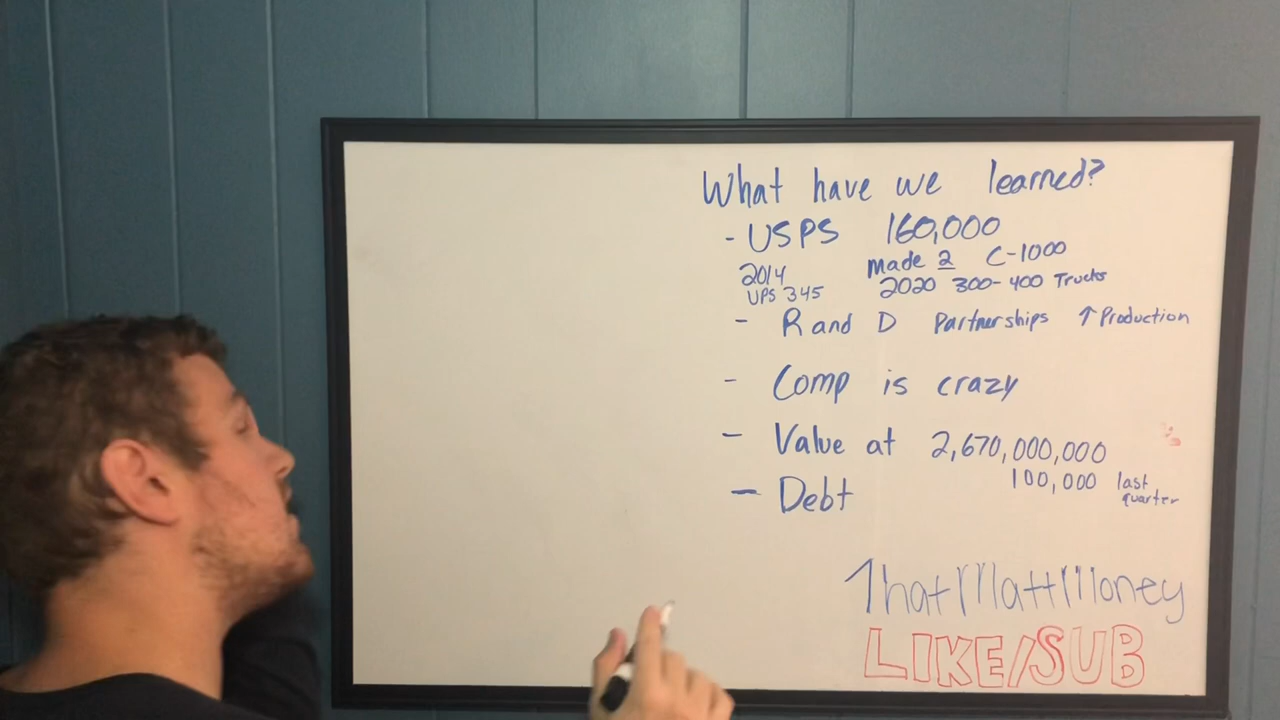 What have we learned?
- USPS 160,000
2014 Made 2 C-1000
UPS 345 2020 300-400 Trucks
- R and D Partnerships ↑ Production
- Comp is crazy
- Value at 2,670,000,000
- Debt 100,000 last quarter
ThatMattMoney
LIKE/SUB